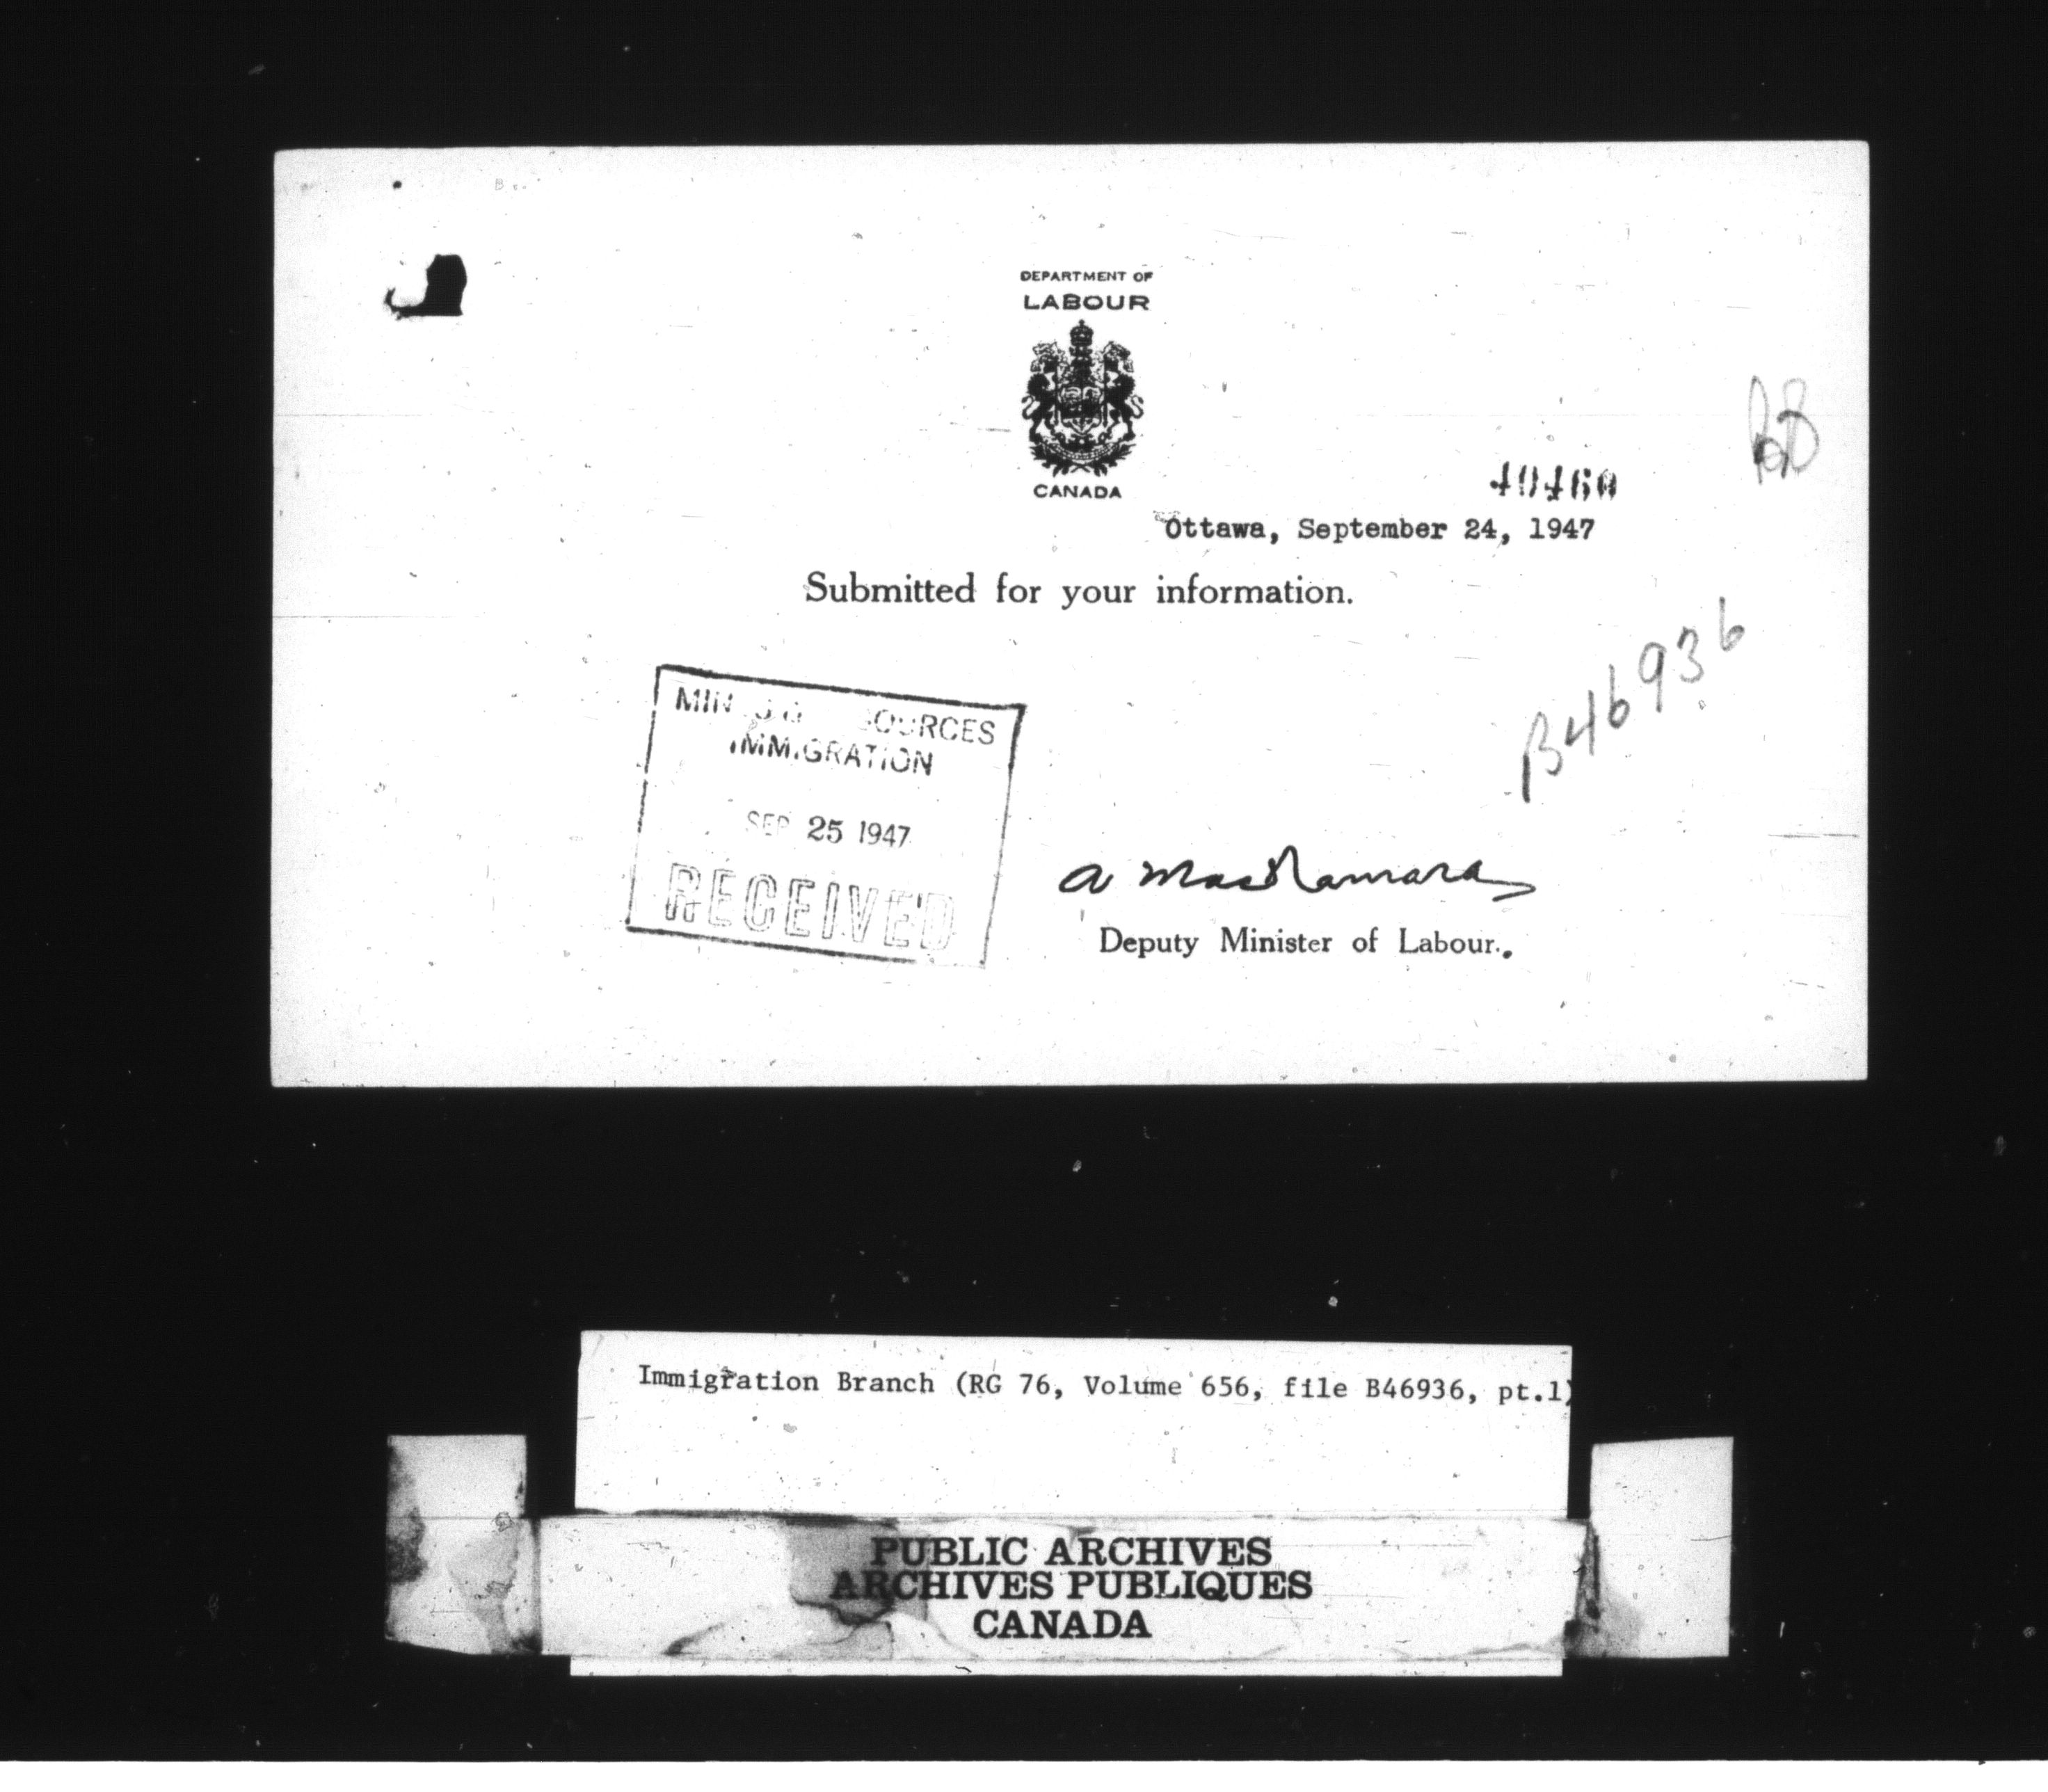 DEPARTMENT OF
LABOUR
CANADA
Ottawa, September 24, 1947
Submitted for your information.
B46936
IMMIGRATION
SEP 25 1947
RECEIVED
A MacNamara
Deputy Minister of Labour.
Immigration Branch (RG 76, Volume 656, file B46936, pt.1)
PUBLIC ARCHIVES
ARCHIVES PUBLIQUES
CANADA